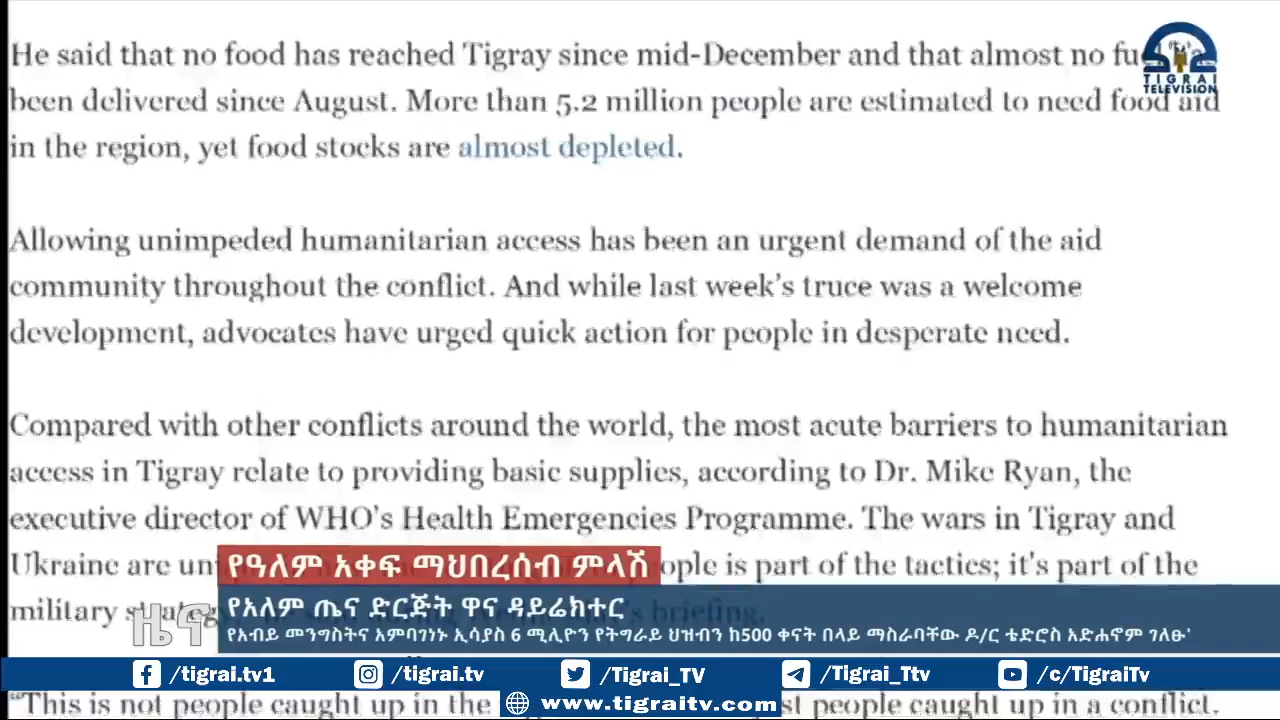 He said that no food has reached Tigray since mid-December and that almost no
been delivered since August. More than 5.2 million people are estimated to need food aid
in the region, yet food stocks are almost depleted.
TIGRAI
TELEVISION
Allowing unimpeded humanitarian access has been an urgent demand of the aid
community throughout the conflict. And while last week's truce was a welcome
development, advocates have urged quick action for people in desperate need.
Compared with other conflicts around the world, the most acute barriers to humanitarian
access in Tigray relate to providing basic supplies, according to Dr. Mike Ryan, the
executive director of WHO's Health Emergencies Programme. The wars in Tigray and
Ukraine are is part of the tactics; it's part of the
military briefing.
የዓለም አቀፍ ማህበረሰብ ምላሽ
ዜና
የአለም ጤና ድርጅት ዋና ዳይሬክተር
የአብይ መንግስትና አምባገነኑ ኢሳያስ 6 ሚሊዮን የትግራይ ህዝብን ከ500 ቀናት በላይ ማስራባቸው ዶ/ር ቴድሮስ አድሐኖም ገለፁ'
/tigrai.tv1 /tigrai.tv /Tigrai_TV /Tigrai_Ttv /c/TigraiTv
"This is not people caught up in the people caught up in a conflict.
www.tigraitv.com